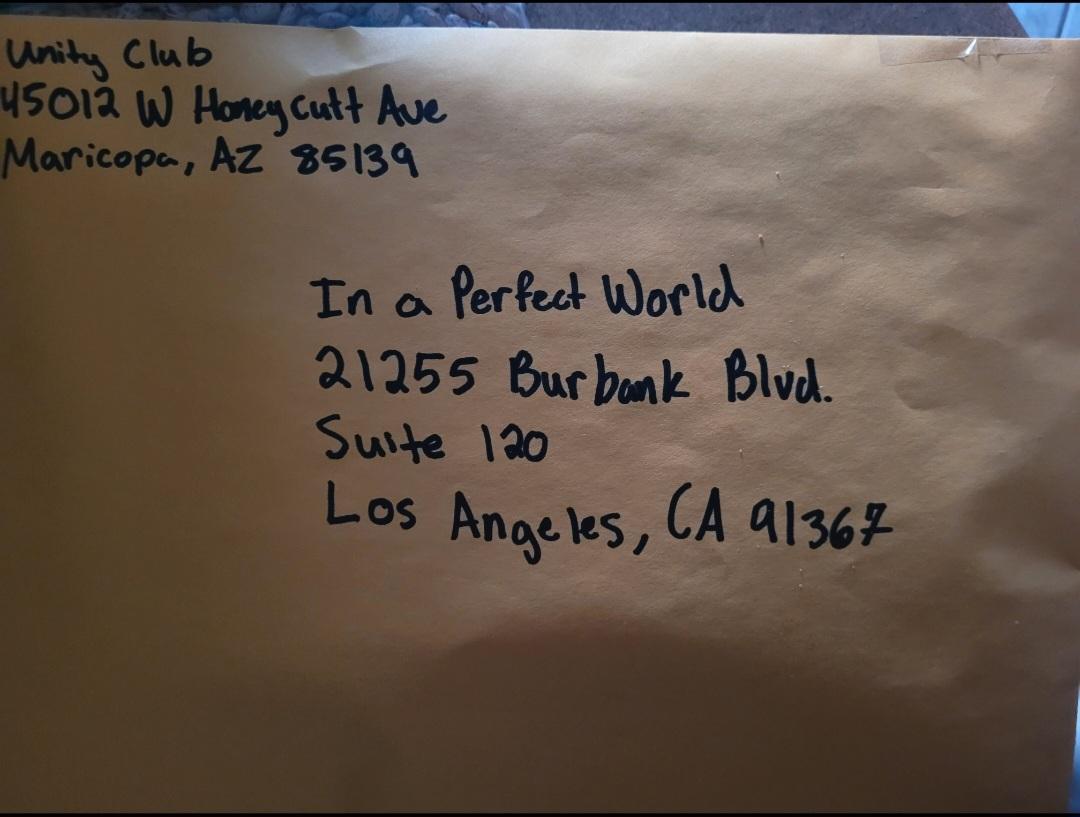 Unity Club
45012 W Honeycutt Ave
Maricopa, AZ 85139
In a Perfect World
21255 Burbank Blvd.
Suite 120
Los Angeles, CA 91367